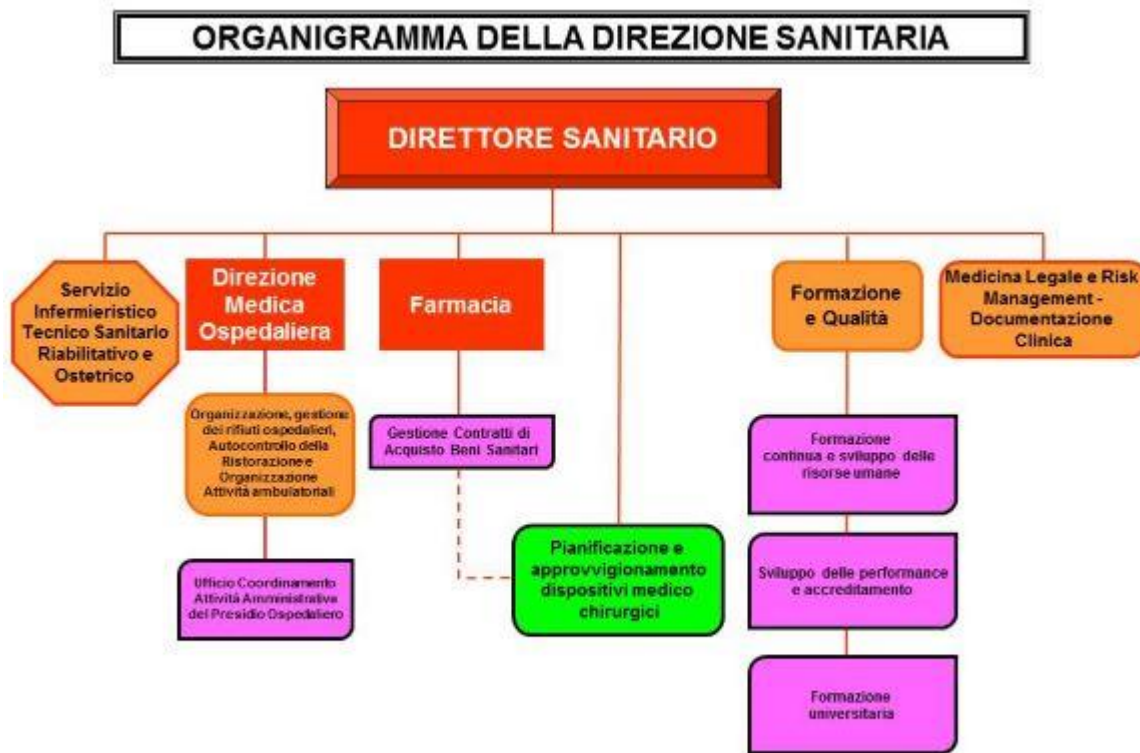 ORGANIGRAMMA DELLA DIREZIONE SANITARIA
DIRETTORE SANITARIO
Servizio
Infermieristico
Tecnico Sanitario
Riabilitativo e
Ostetrico
Direzione
Medica
Ospedaliera
Farmacia
Formazione
e Qualità
Medicina Legale e Risk
Management -
Documentazione
Clinica
Organizzazione, gestione
dei rifiuti ospedalieri,
Autocontrollo della
Ristorazione e
Organizzazione
Attività ambulatoriali
Gestione Contratti di
Acquisto Beni Sanitari
Formazione
continua e sviluppo delle
risorse umane
Pianificazione e
approvvigionamento
dispositivi medico
chirurgici
Sviluppo delle performance
e accreditamento
Ufficio Coordinamento
Attività Amministrativa
del Presidio Ospedaliero
Formazione
universitaria